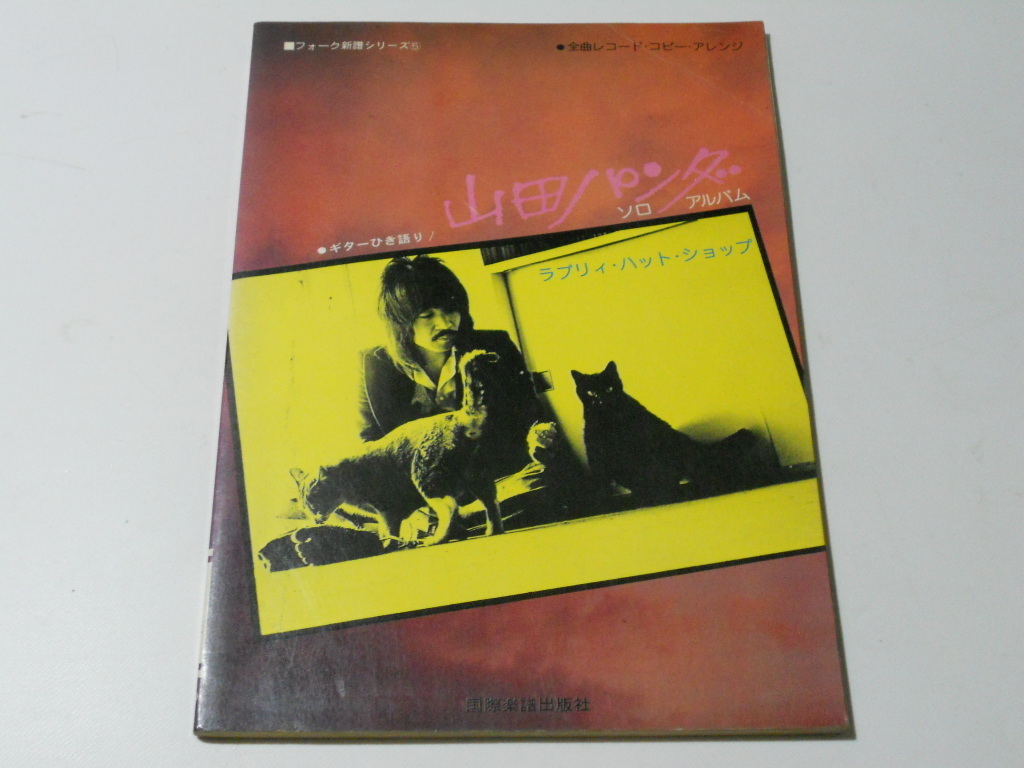 ■フォーク新譜シリーズ⑤
●全曲レコード・コピー・アレンジ
山田パンダ
ソロ アルバム
●ギターひき語り/
ラブリィ・ハット・ショップ
国際楽譜出版社